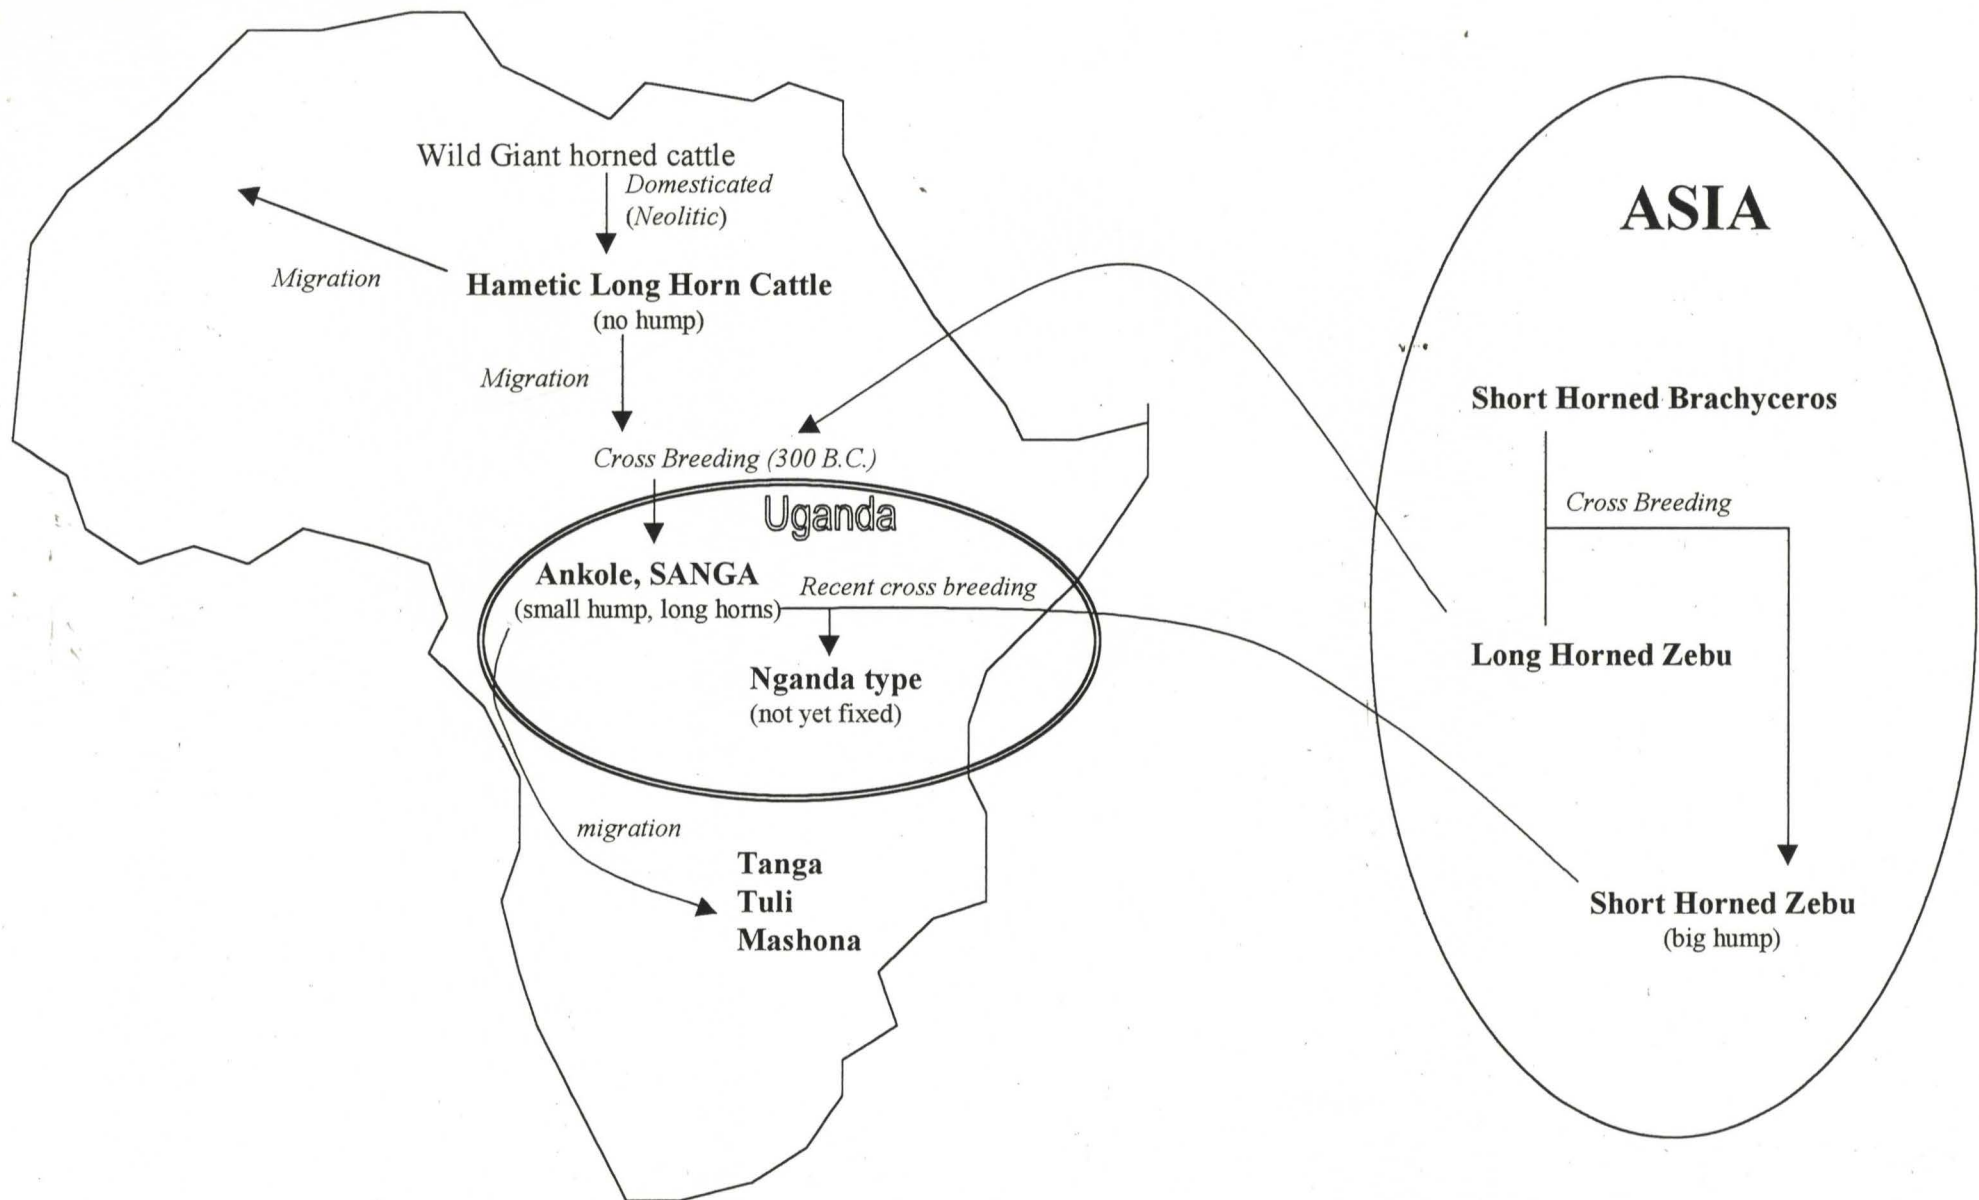 Wild Giant horned cattle
Domesticated
(Neolitic)
Migration
Hametic Long Horn Cattle
(no hump)
Migration
Cross Breeding (300 B.C.)
Uganda
Ankole, SANGA
(small hump, long horns)
Recent cross breeding
Nganda type
(not yet fixed)
migration
Tanga
Tuli
Mashona
ASIA
Short Horned Brachyceros
Cross Breeding
Long Horned Zebu
Short Horned Zebu
(big hump)